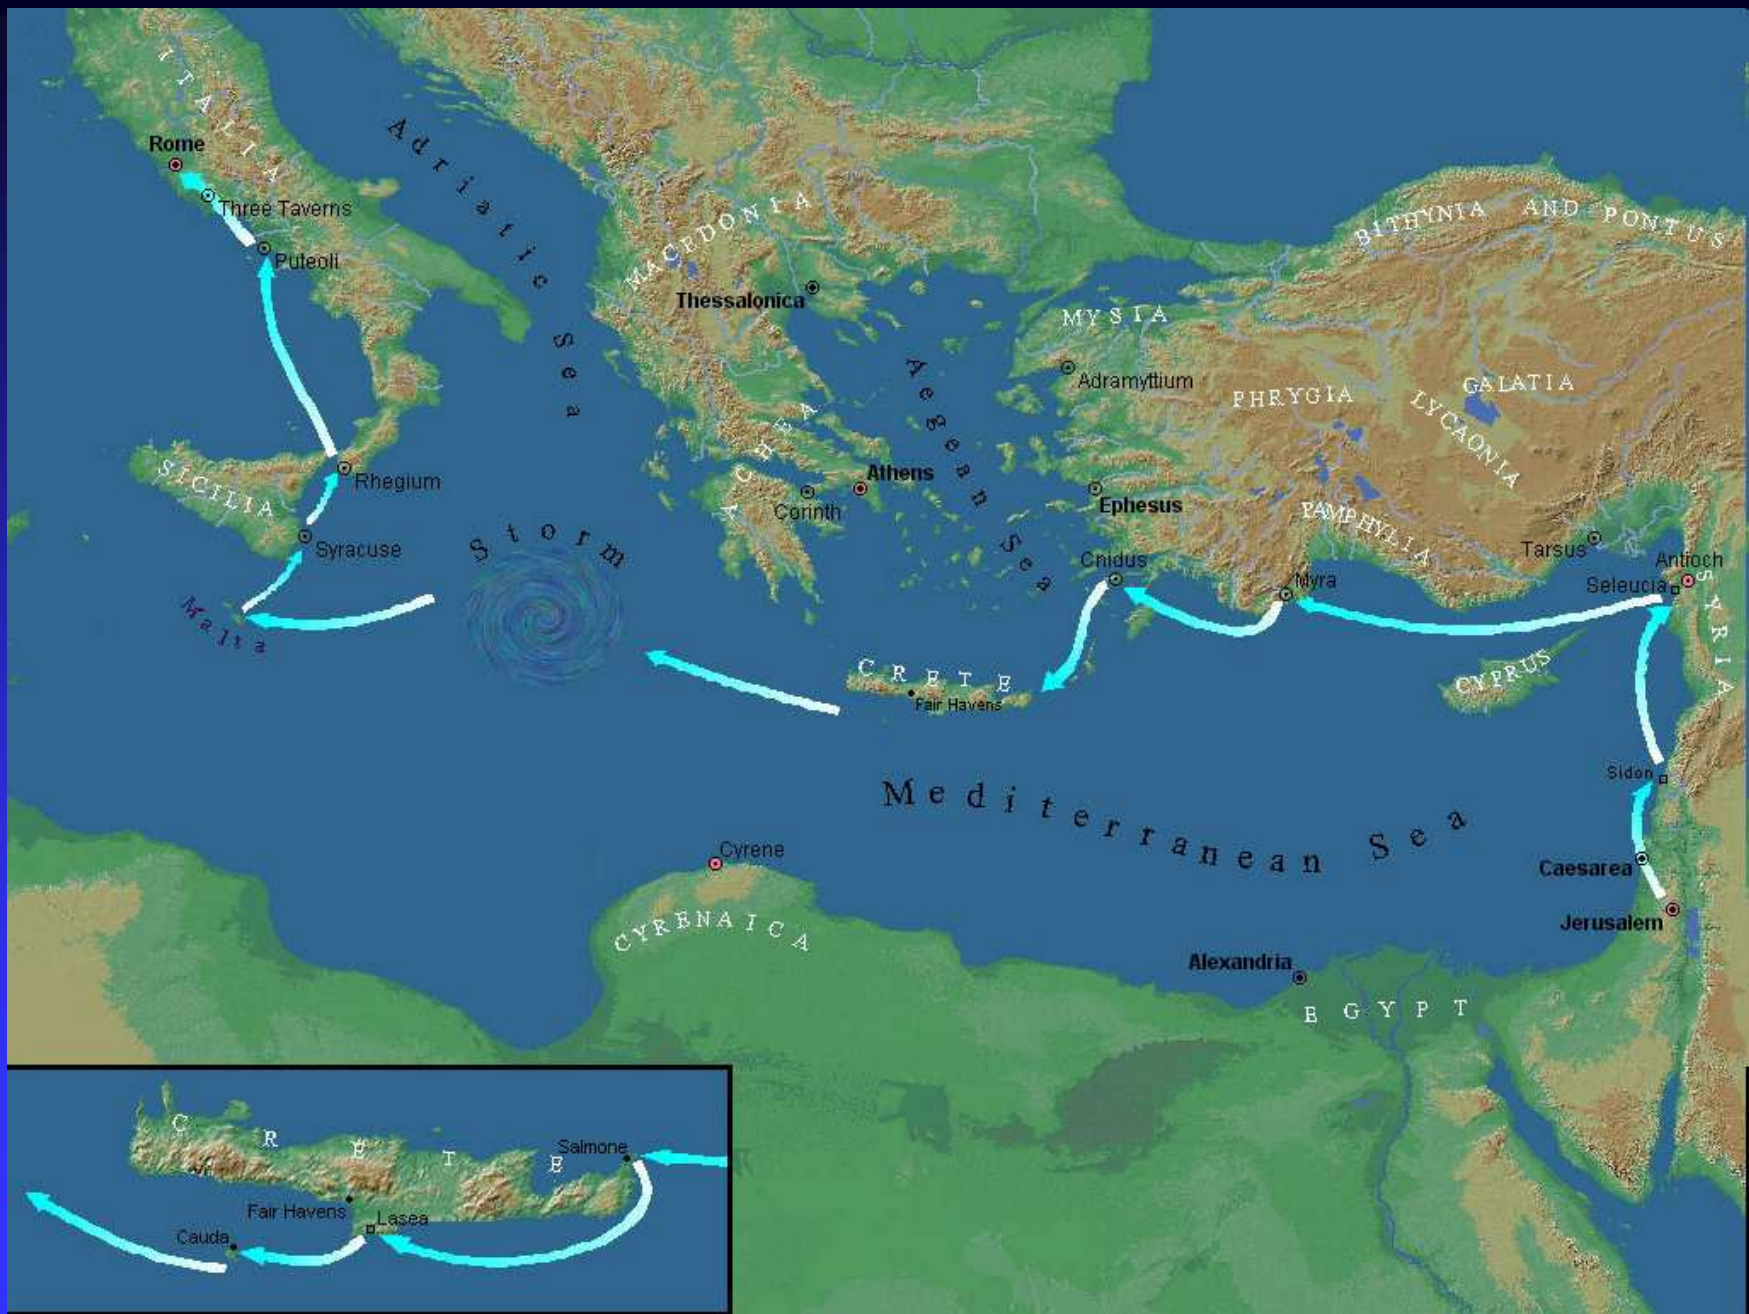 ITALIA
Rome
Three Taverns
Puteoli
Adriatic Sea
MACEDONIA
Thessalonica
BITHYNIA AND PONTUS
MYSIA
Adramyttium
PHRYGIA
GALATIA
LYCAONIA
Aegean Sea
ACHEA
Athens
Corinth
Ephesus
PAMPHYLIA
SICILIA
Rhegium
Syracuse
Storm
Malta
Cnidus
Myra
Tarsus
Antioch
Seleucia
SYRIA
CYPRUS
CRETE
Fair Havens
Sidon
Mediterranean Sea
Cyrene
CYRENAICA
Caesarea
Jerusalem
Alexandria
EGYPT
CRETE
Salmone
Fair Havens
Lasea
Cauda